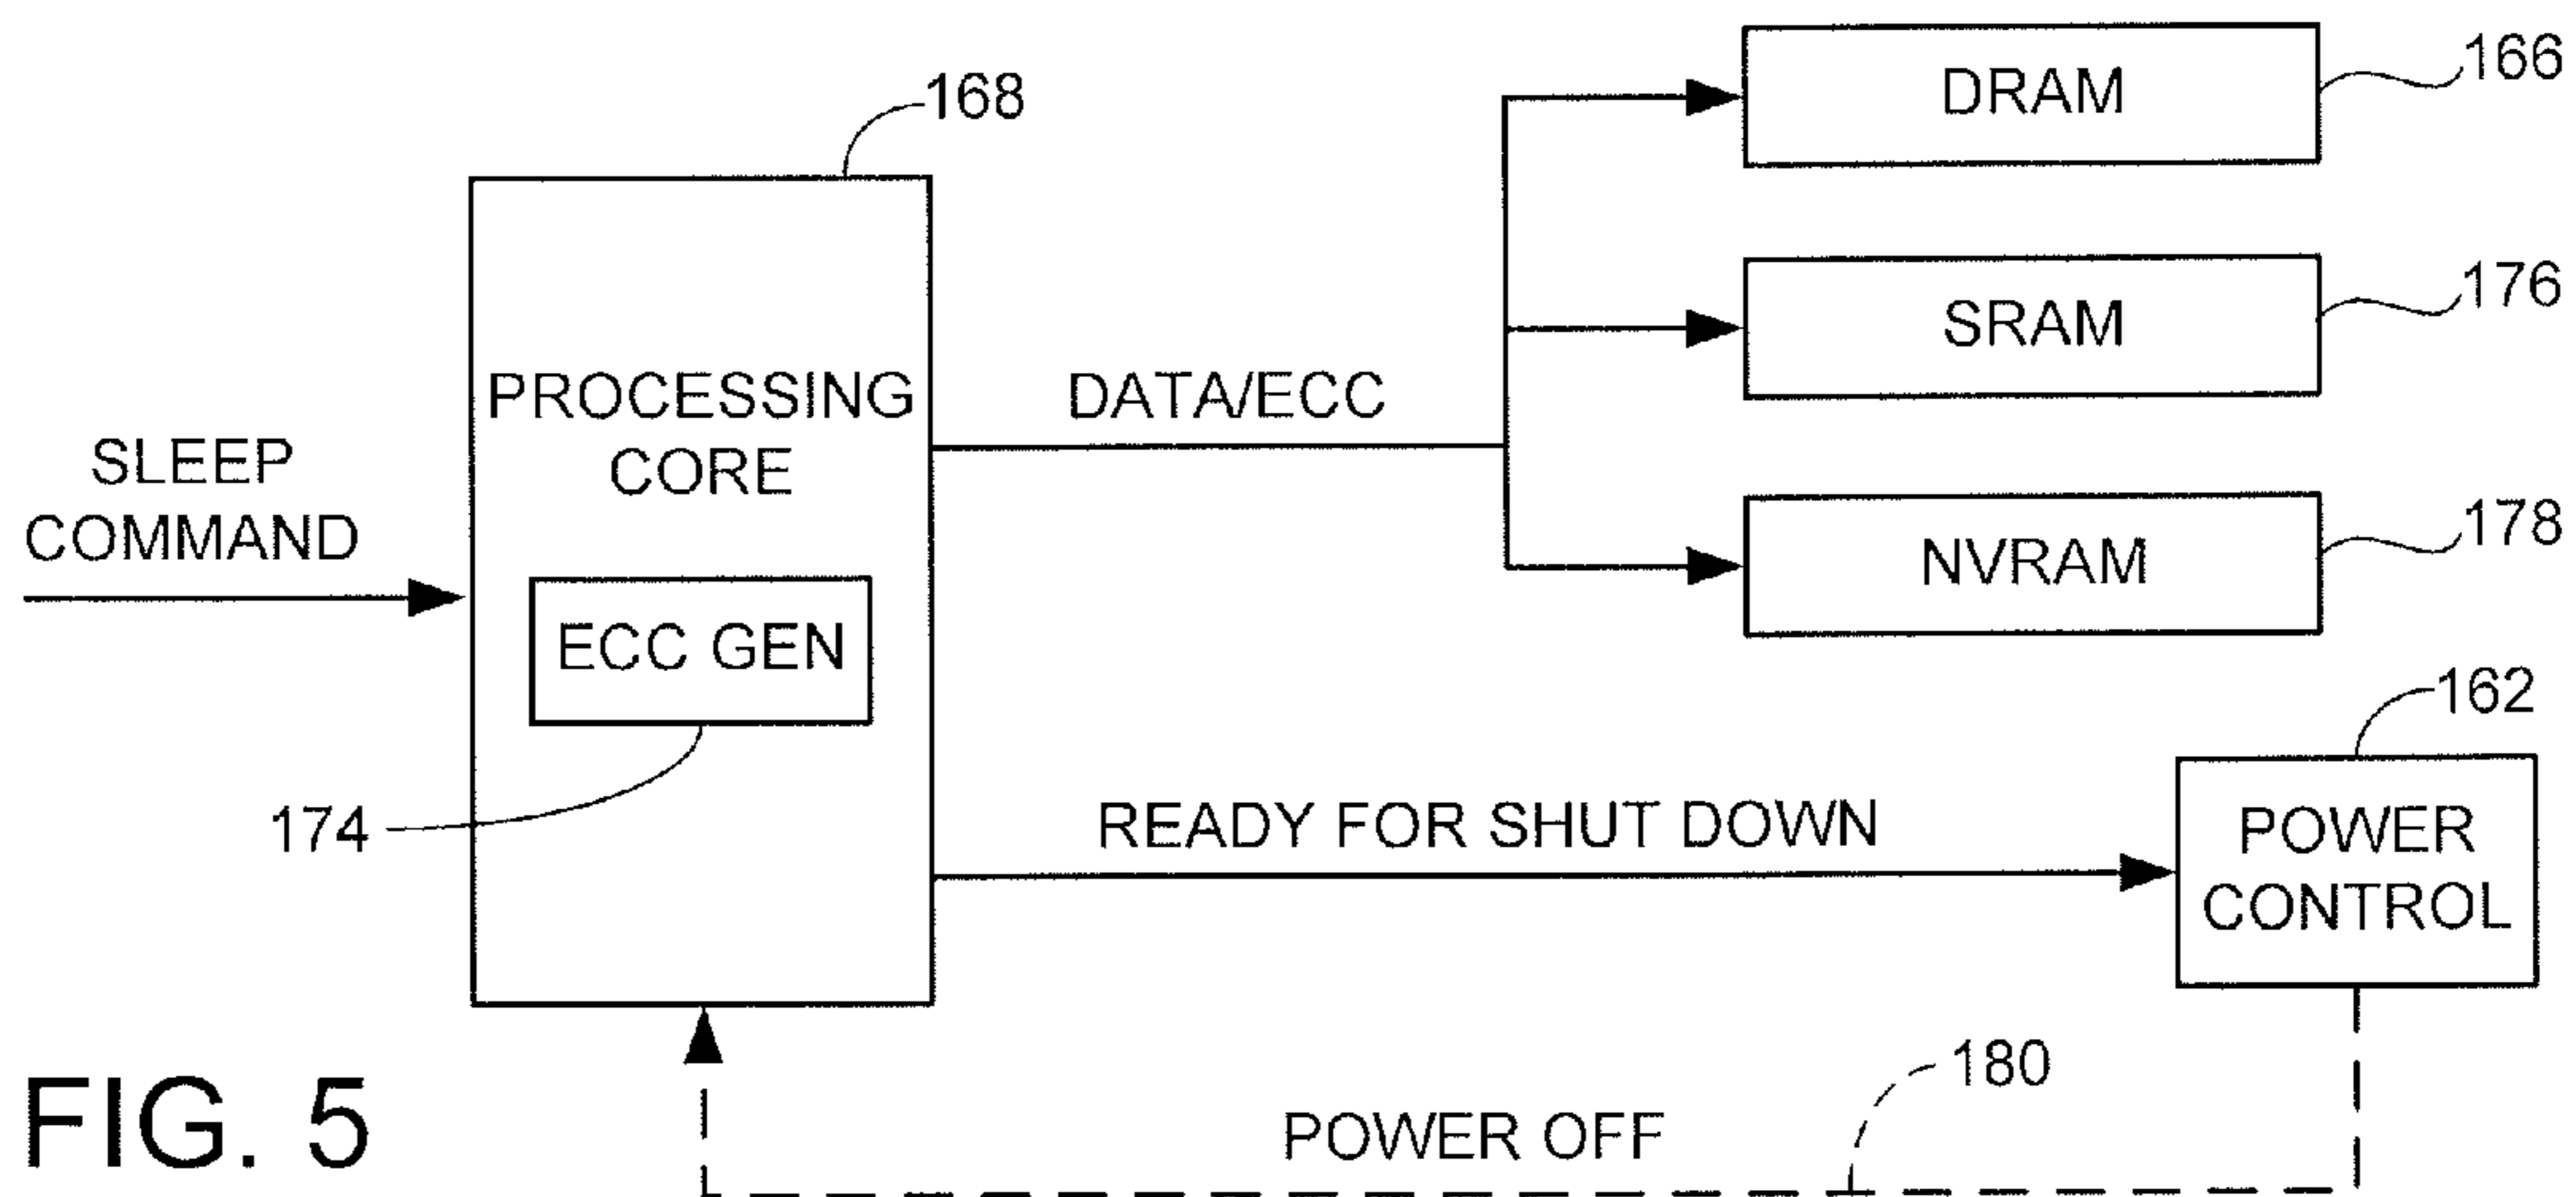 168
DRAM
166
SRAM
176
NVRAM
178
SLEEP
COMMAND
PROCESSING
CORE
ECC GEN
174
DATA/ECC
READY FOR SHUT DOWN
162
POWER
CONTROL
POWER OFF
180
FIG. 5